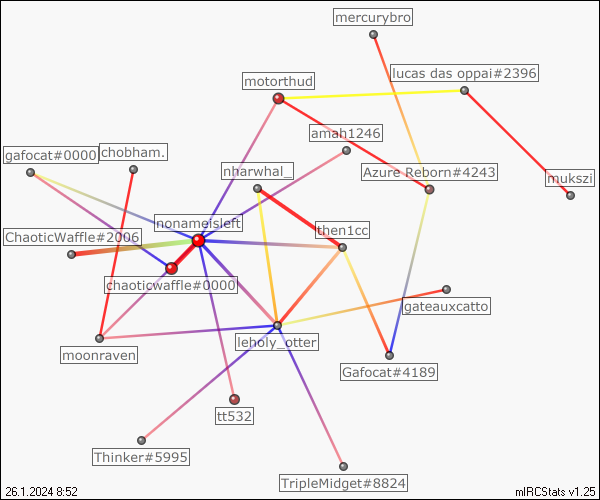 mercurybro
lucas das oppai#2396
motorthud
amah1246
gafocat#0000
chobham.
nharwhal_
Azure Reborn#4243
mukszi
nonameisleft
then1cc
ChaoticWaffle#2006
chaoticwaffle#0000
gateauxcatto
moonraven
leholy_otter
Gafocat#4189
tt532
Thinker#5995
TripleMidget#8824
26.1.2024 8:52
mIRCStats v1.25